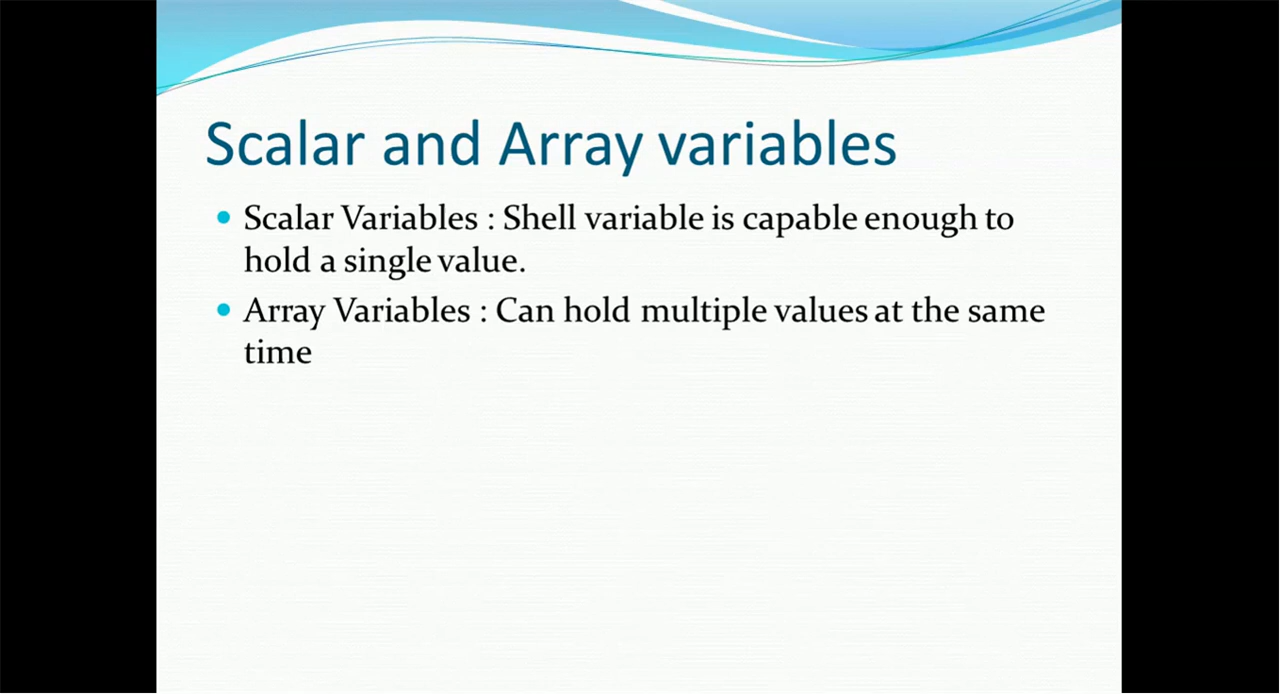 Scalar and Array variables
Scalar Variables : Shell variable is capable enough to
hold a single value.
Array Variables : Can hold multiple values at the same
time